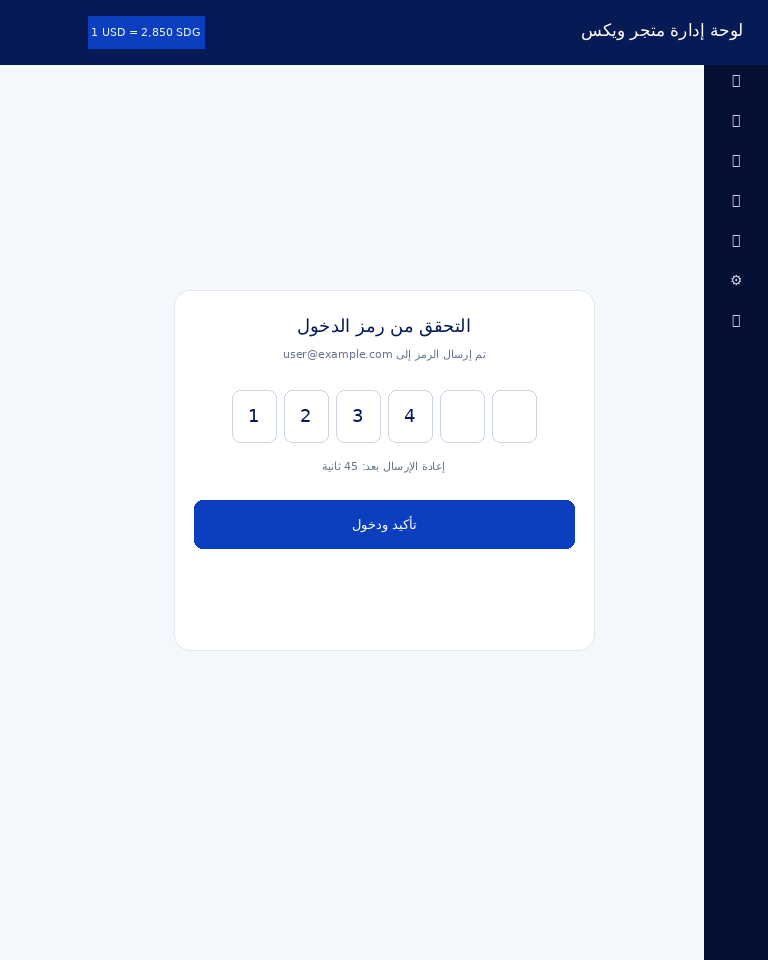 لوحة إدارة متجر ويكس
1 USD = 2,850 SDG
⚙
التحقق من رمز الدخول
تم إرسال الرمز إلى user@example.com
1 2 3 4
إعادة الإرسال بعد: 45 ثانية
تأكيد ودخول